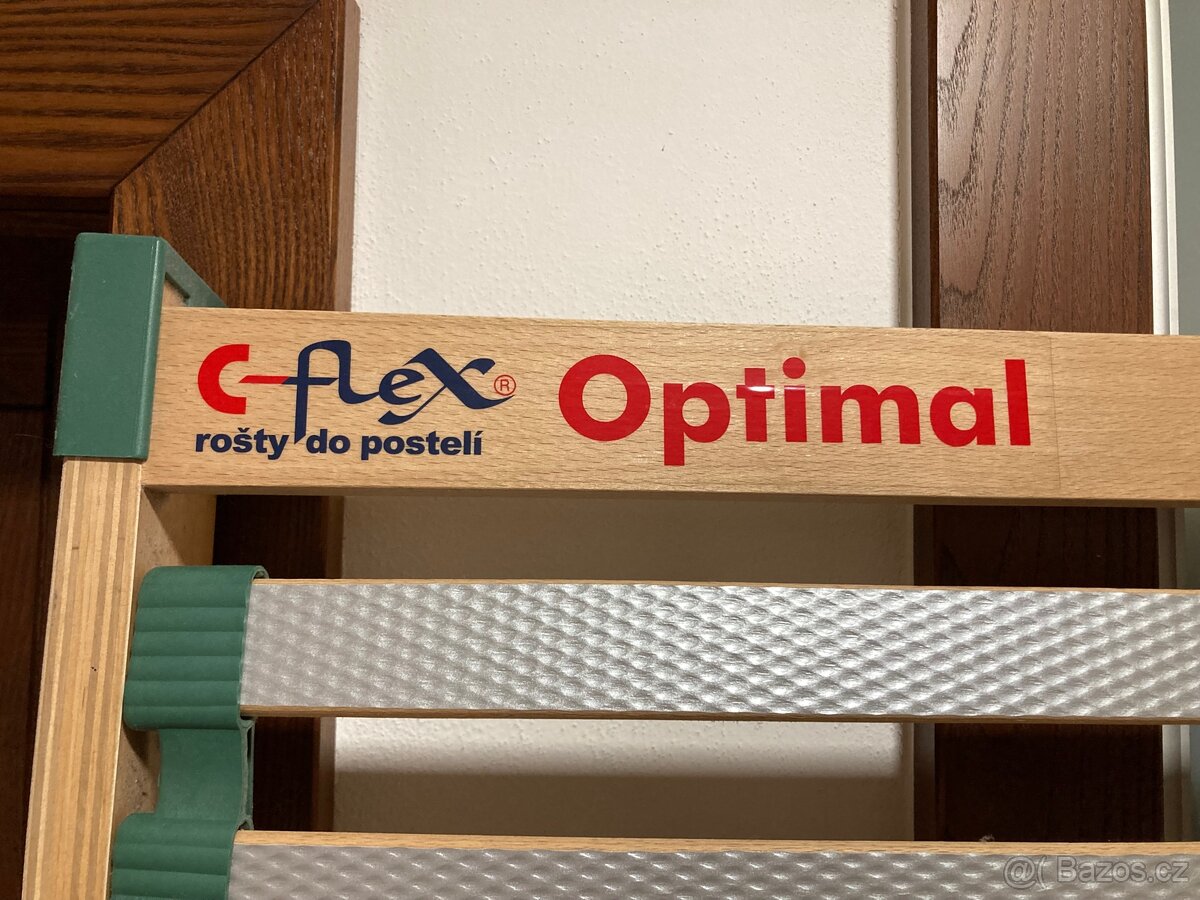 C-flex® Optimal
rošty do postelí
@( Bazos.cz